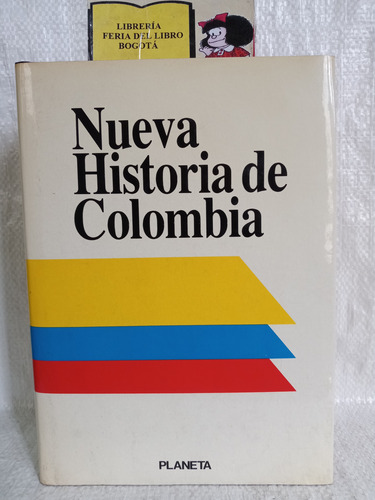 LIBRERÍA
FERIA DEL LIBRO
BOGOTÁ
Nueva
Historia de
Colombia
PLANETA